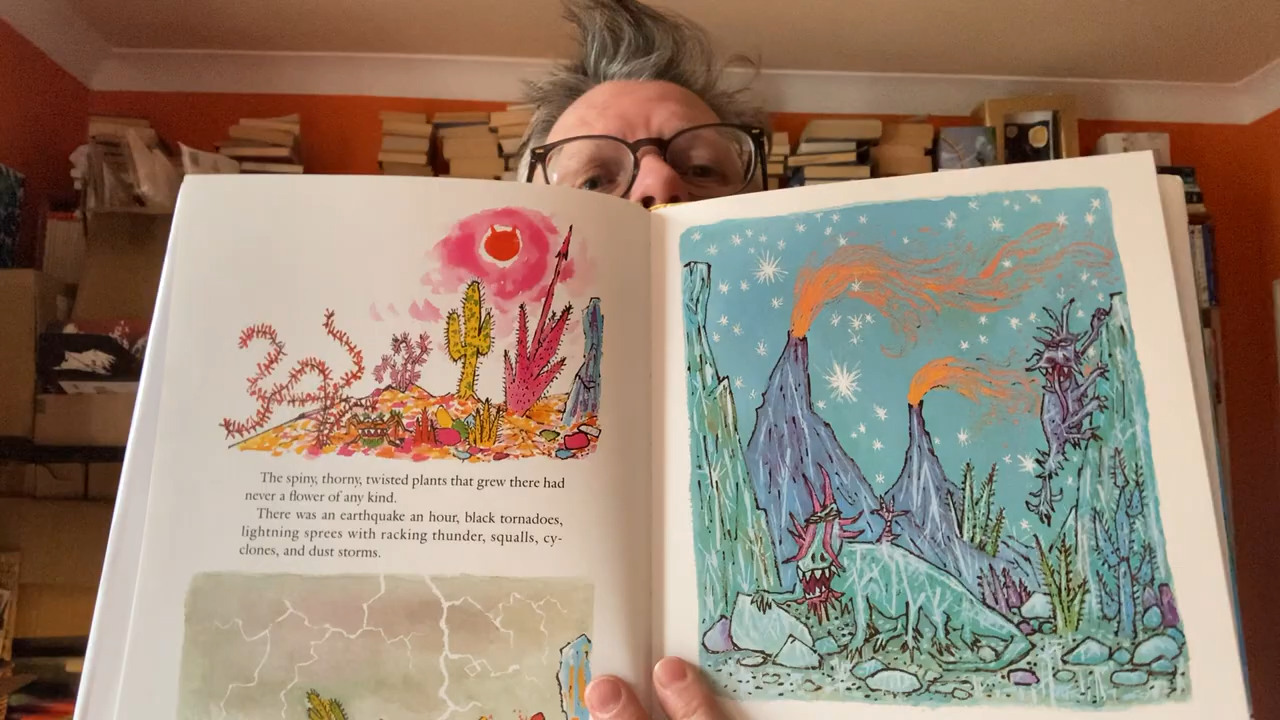 The spiny, thorny, twisted plants that grew there had
never a flower of any kind.
There was an earthquake an hour, black tornadoes,
lightning sprees with racking thunder, squalls, cy-
clones, and dust storms.